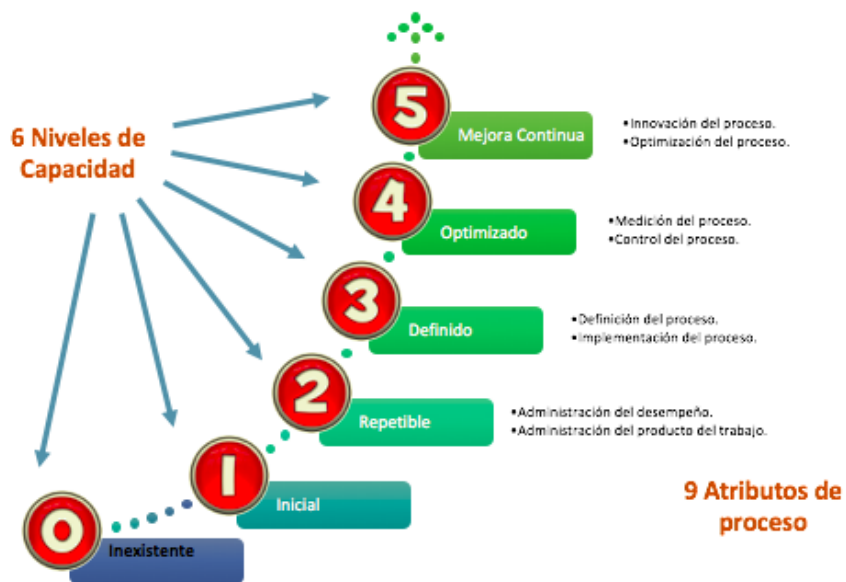 6 Niveles de
Capacidad
5
Mejora Continua
•Innovación del proceso.
•Optimización del proceso.
4
Optimizado
•Medición del proceso.
•Control del proceso.
3
Definido
•Definición del proceso.
•Implementación del proceso.
2
Repetible
•Administración del desempeño.
•Administración del producto del trabajo.
1
Inicial
9 Atributos de
proceso
0
Inexistente